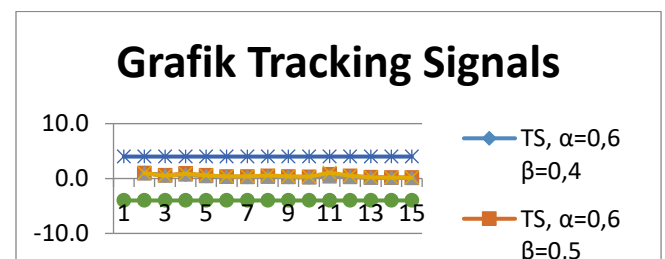 Grafik Tracking Signals
10.0
0.0
-10.0
1 3 5 7 9 11 13 15
TS, α=0,6
β=0,4
TS, α=0,6
β=0,5